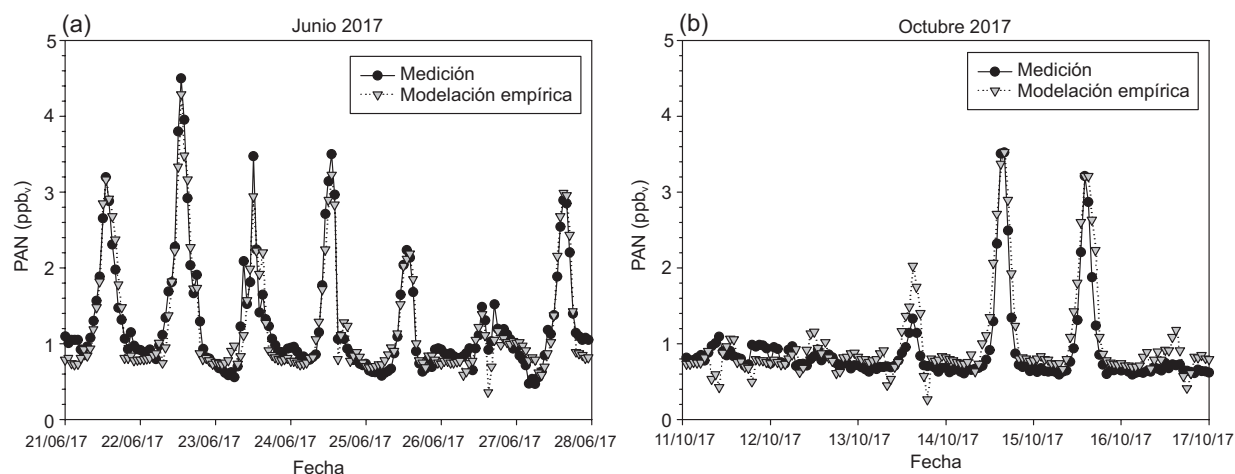 (a)
Junio 2017
Medición
Modelación empírica
PAN (ppbv)
5
4
3
2
1
0
21/06/17 22/06/17 23/06/17 24/06/17 25/06/17 26/06/17 27/06/17 28/06/17
Fecha
(b)
Octubre 2017
Medición
Modelación empírica
PAN (ppbv)
5
4
3
2
1
0
11/10/17 12/10/17 13/10/17 14/10/17 15/10/17 16/10/17 17/10/17
Fecha